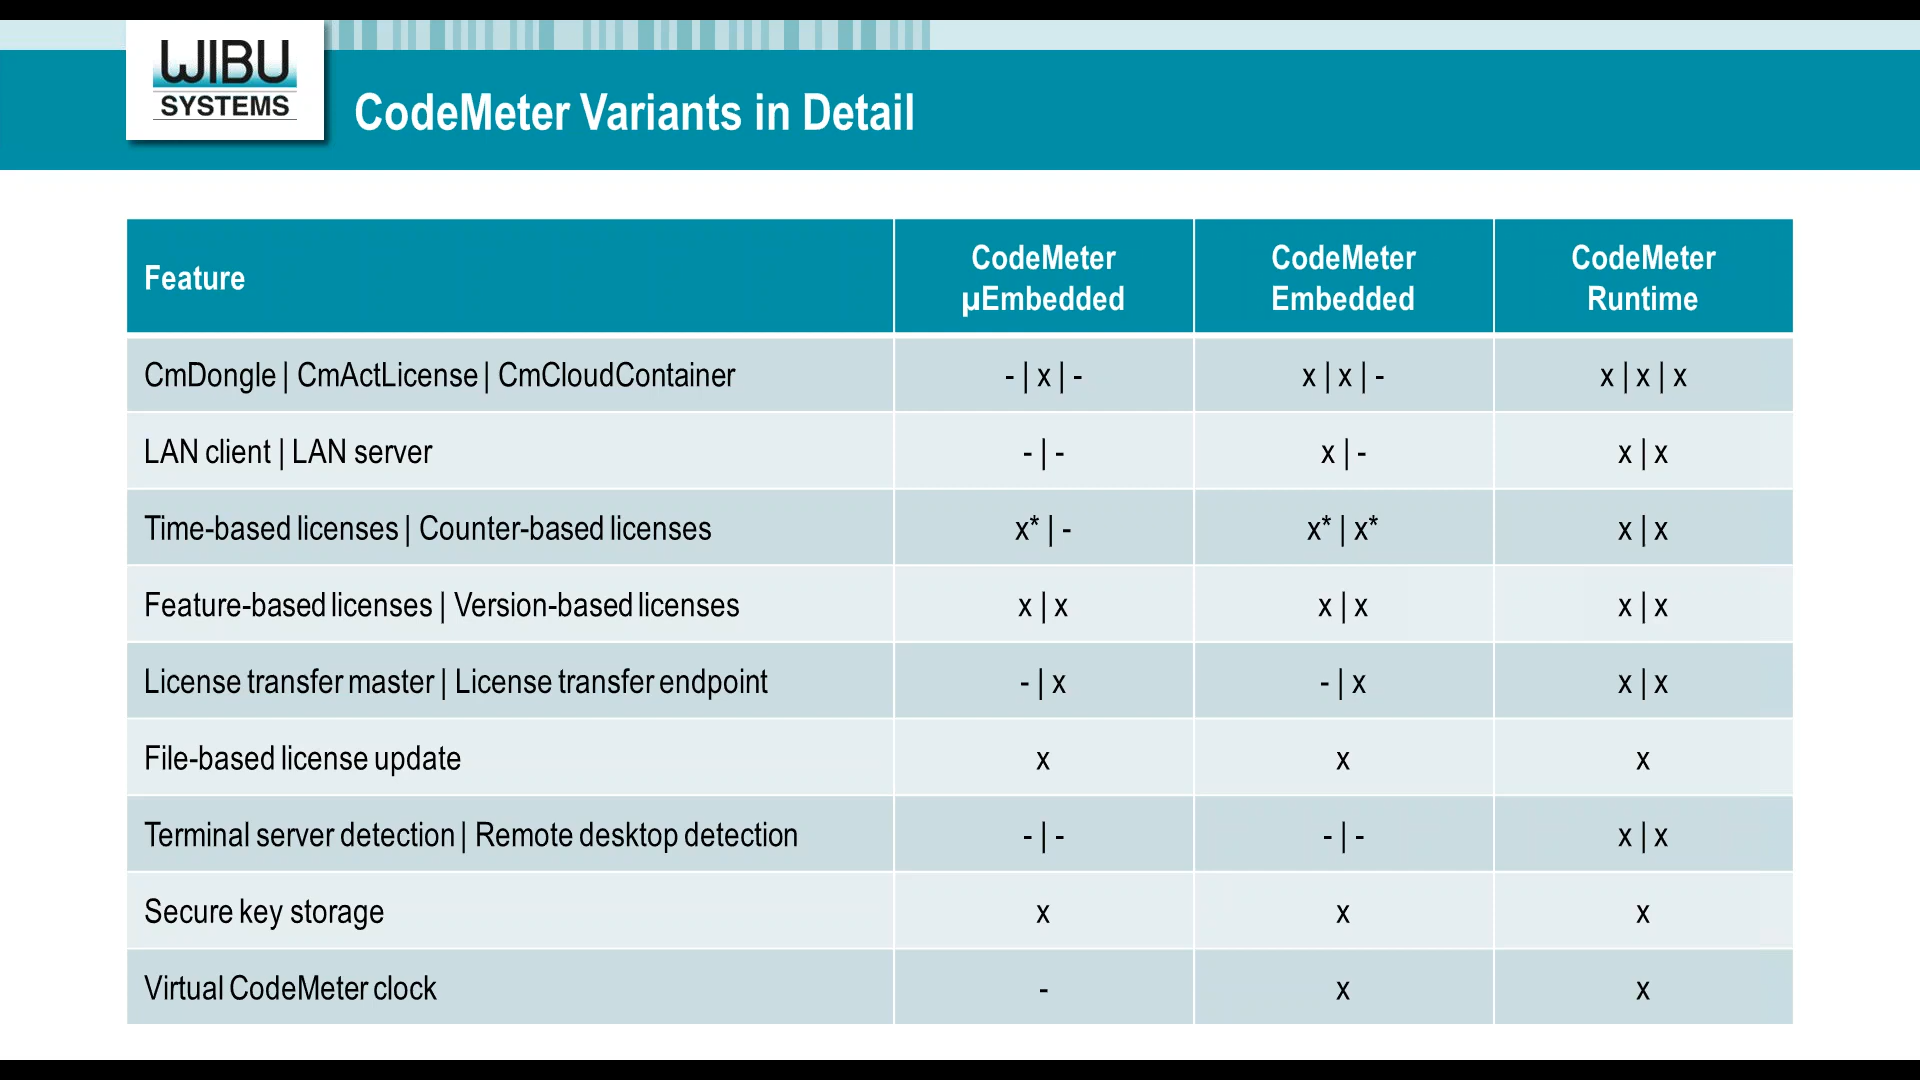 WIBU
SYSTEMS
CodeMeter Variants in Detail
Feature
CodeMeter
µEmbedded
CodeMeter
Embedded
CodeMeter
Runtime
CmDongle | CmActLicense | CmCloudContainer
- | x | -
x | x | -
x | x | x
LAN client | LAN server
- | -
x | -
x | x
Time-based licenses | Counter-based licenses
x* | -
x* | x*
x | x
Feature-based licenses | Version-based licenses
x | x
x | x
x | x
License transfer master | License transfer endpoint
- | x
- | x
x | x
File-based license update
x
x
x
Terminal server detection | Remote desktop detection
- | -
- | -
x | x
Secure key storage
x
x
x
Virtual CodeMeter clock
-
x
x